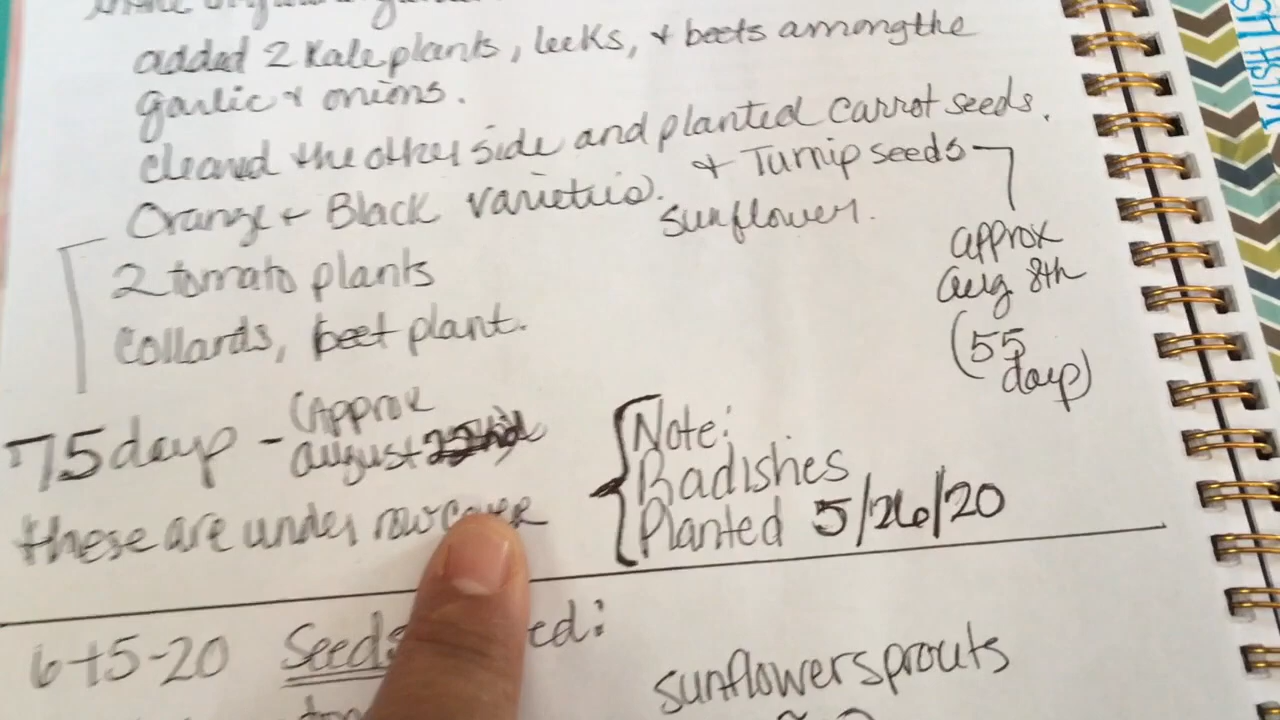 added 2 Kale plants, leeks, + beets among the
garlic + onions.
cleaned the other side and planted carrot seeds.
+ Turnip seeds
Orange + Black varieties.
sunflower.
approx
Aug 8th
(55
days)
2 tomato plants
Collards, beet plant.
75 days - (Approx
august 22nd
these are under row cover
Note:
Radishes
Planted 5/26/20
6-15-20 Seeds ed:
sunflower sprouts